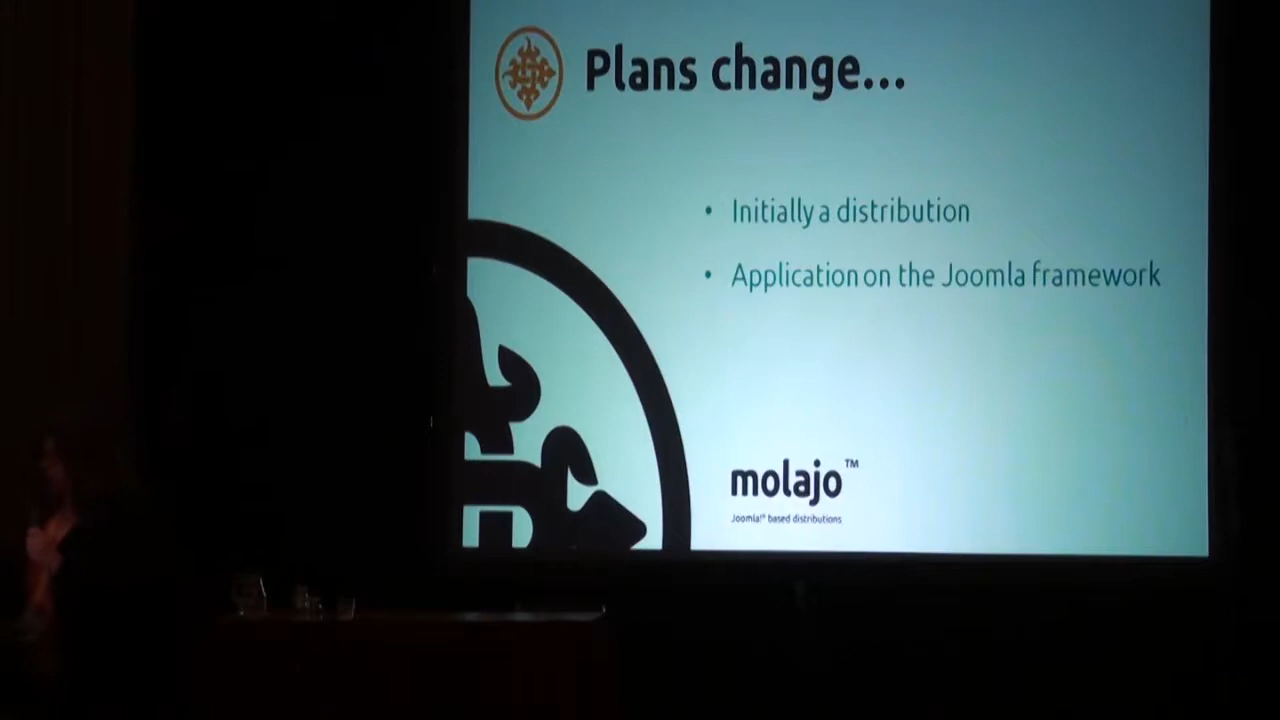 Plans change...
• Initially a distribution
• Application on the Joomla framework
molajo™
Joomla!® based distributions